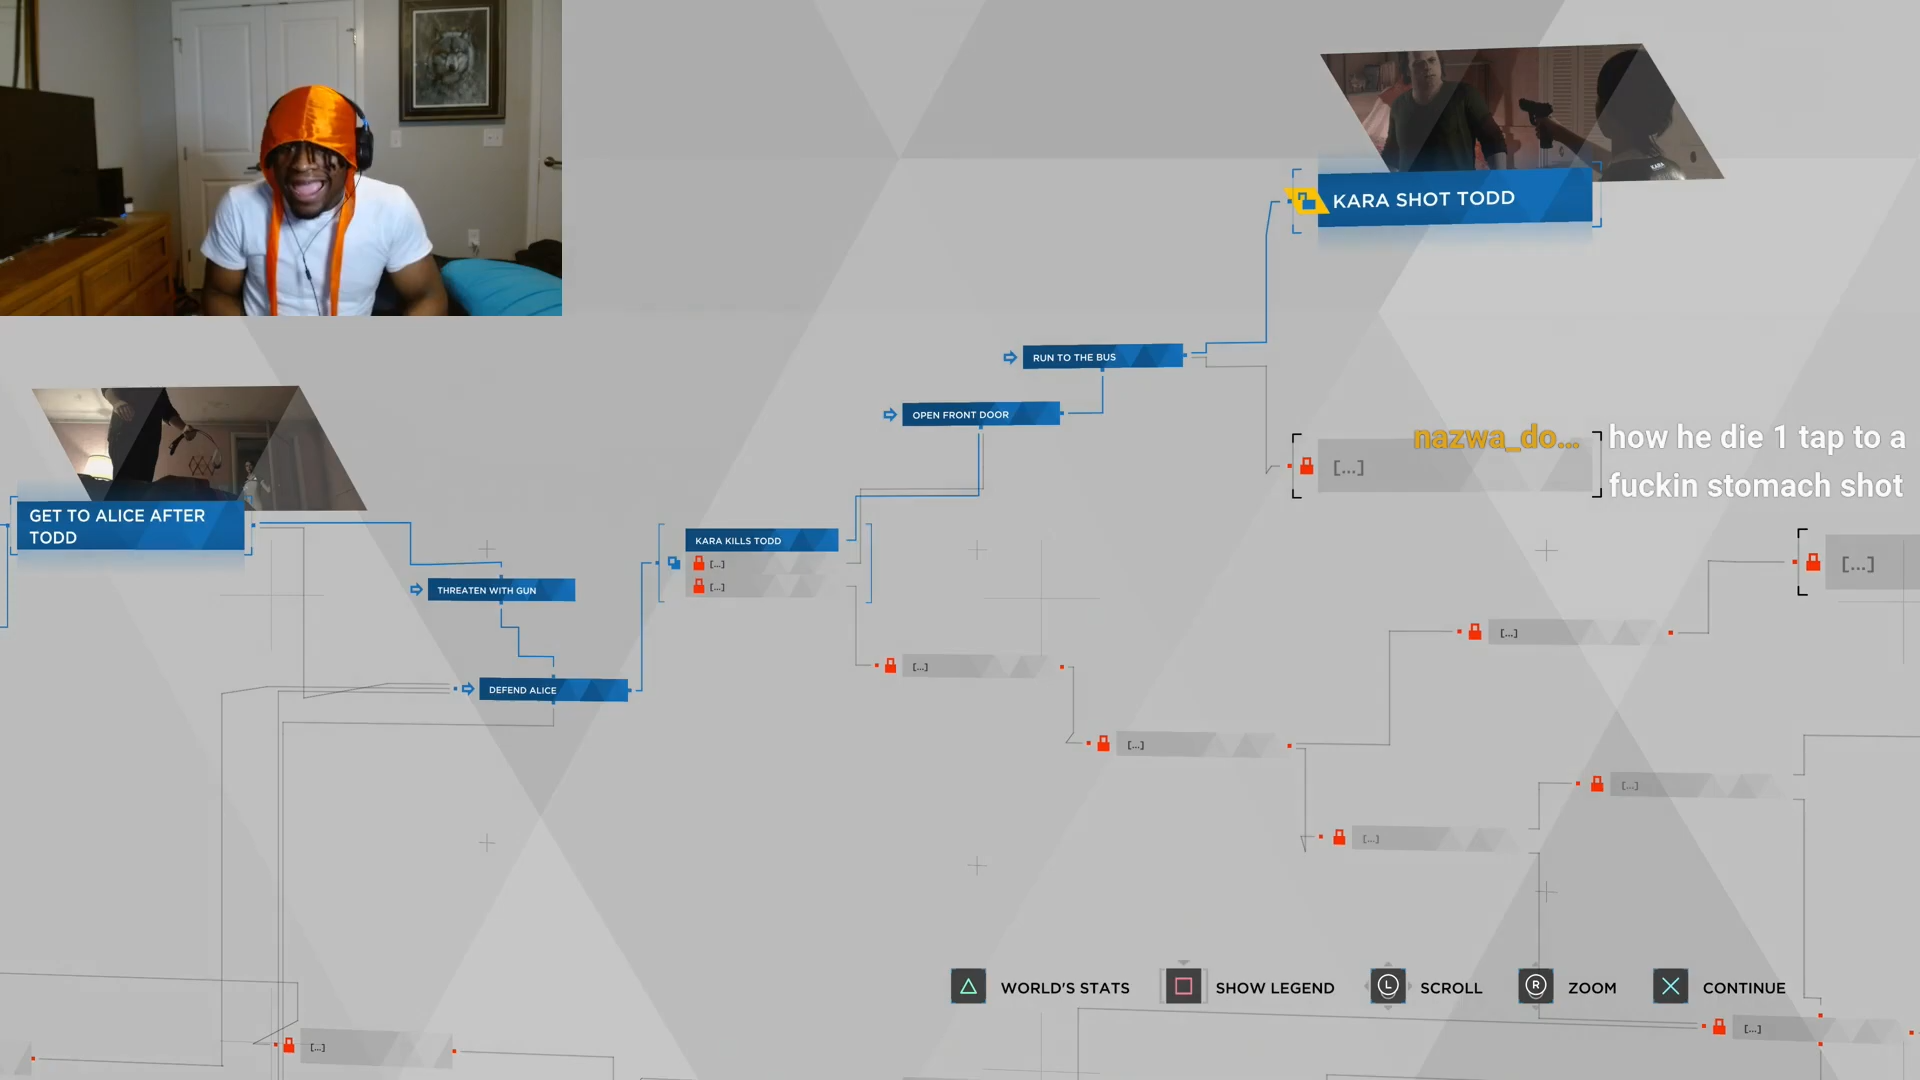 KARA SHOT TODD
RUN TO THE BUS
OPEN FRONT DOOR
nazwa_do... how he die 1 tap to a
fuckin stomach shot
[...]
GET TO ALICE AFTER
TODD
KARA KILLS TODD
[...]
[...]
[...]
THREATEN WITH GUN
[...]
[...]
DEFEND ALICE
[...]
[...]
[...]
WORLD'S STATS
SHOW LEGEND
L
SCROLL
R
ZOOM
CONTINUE
[...]
[...]